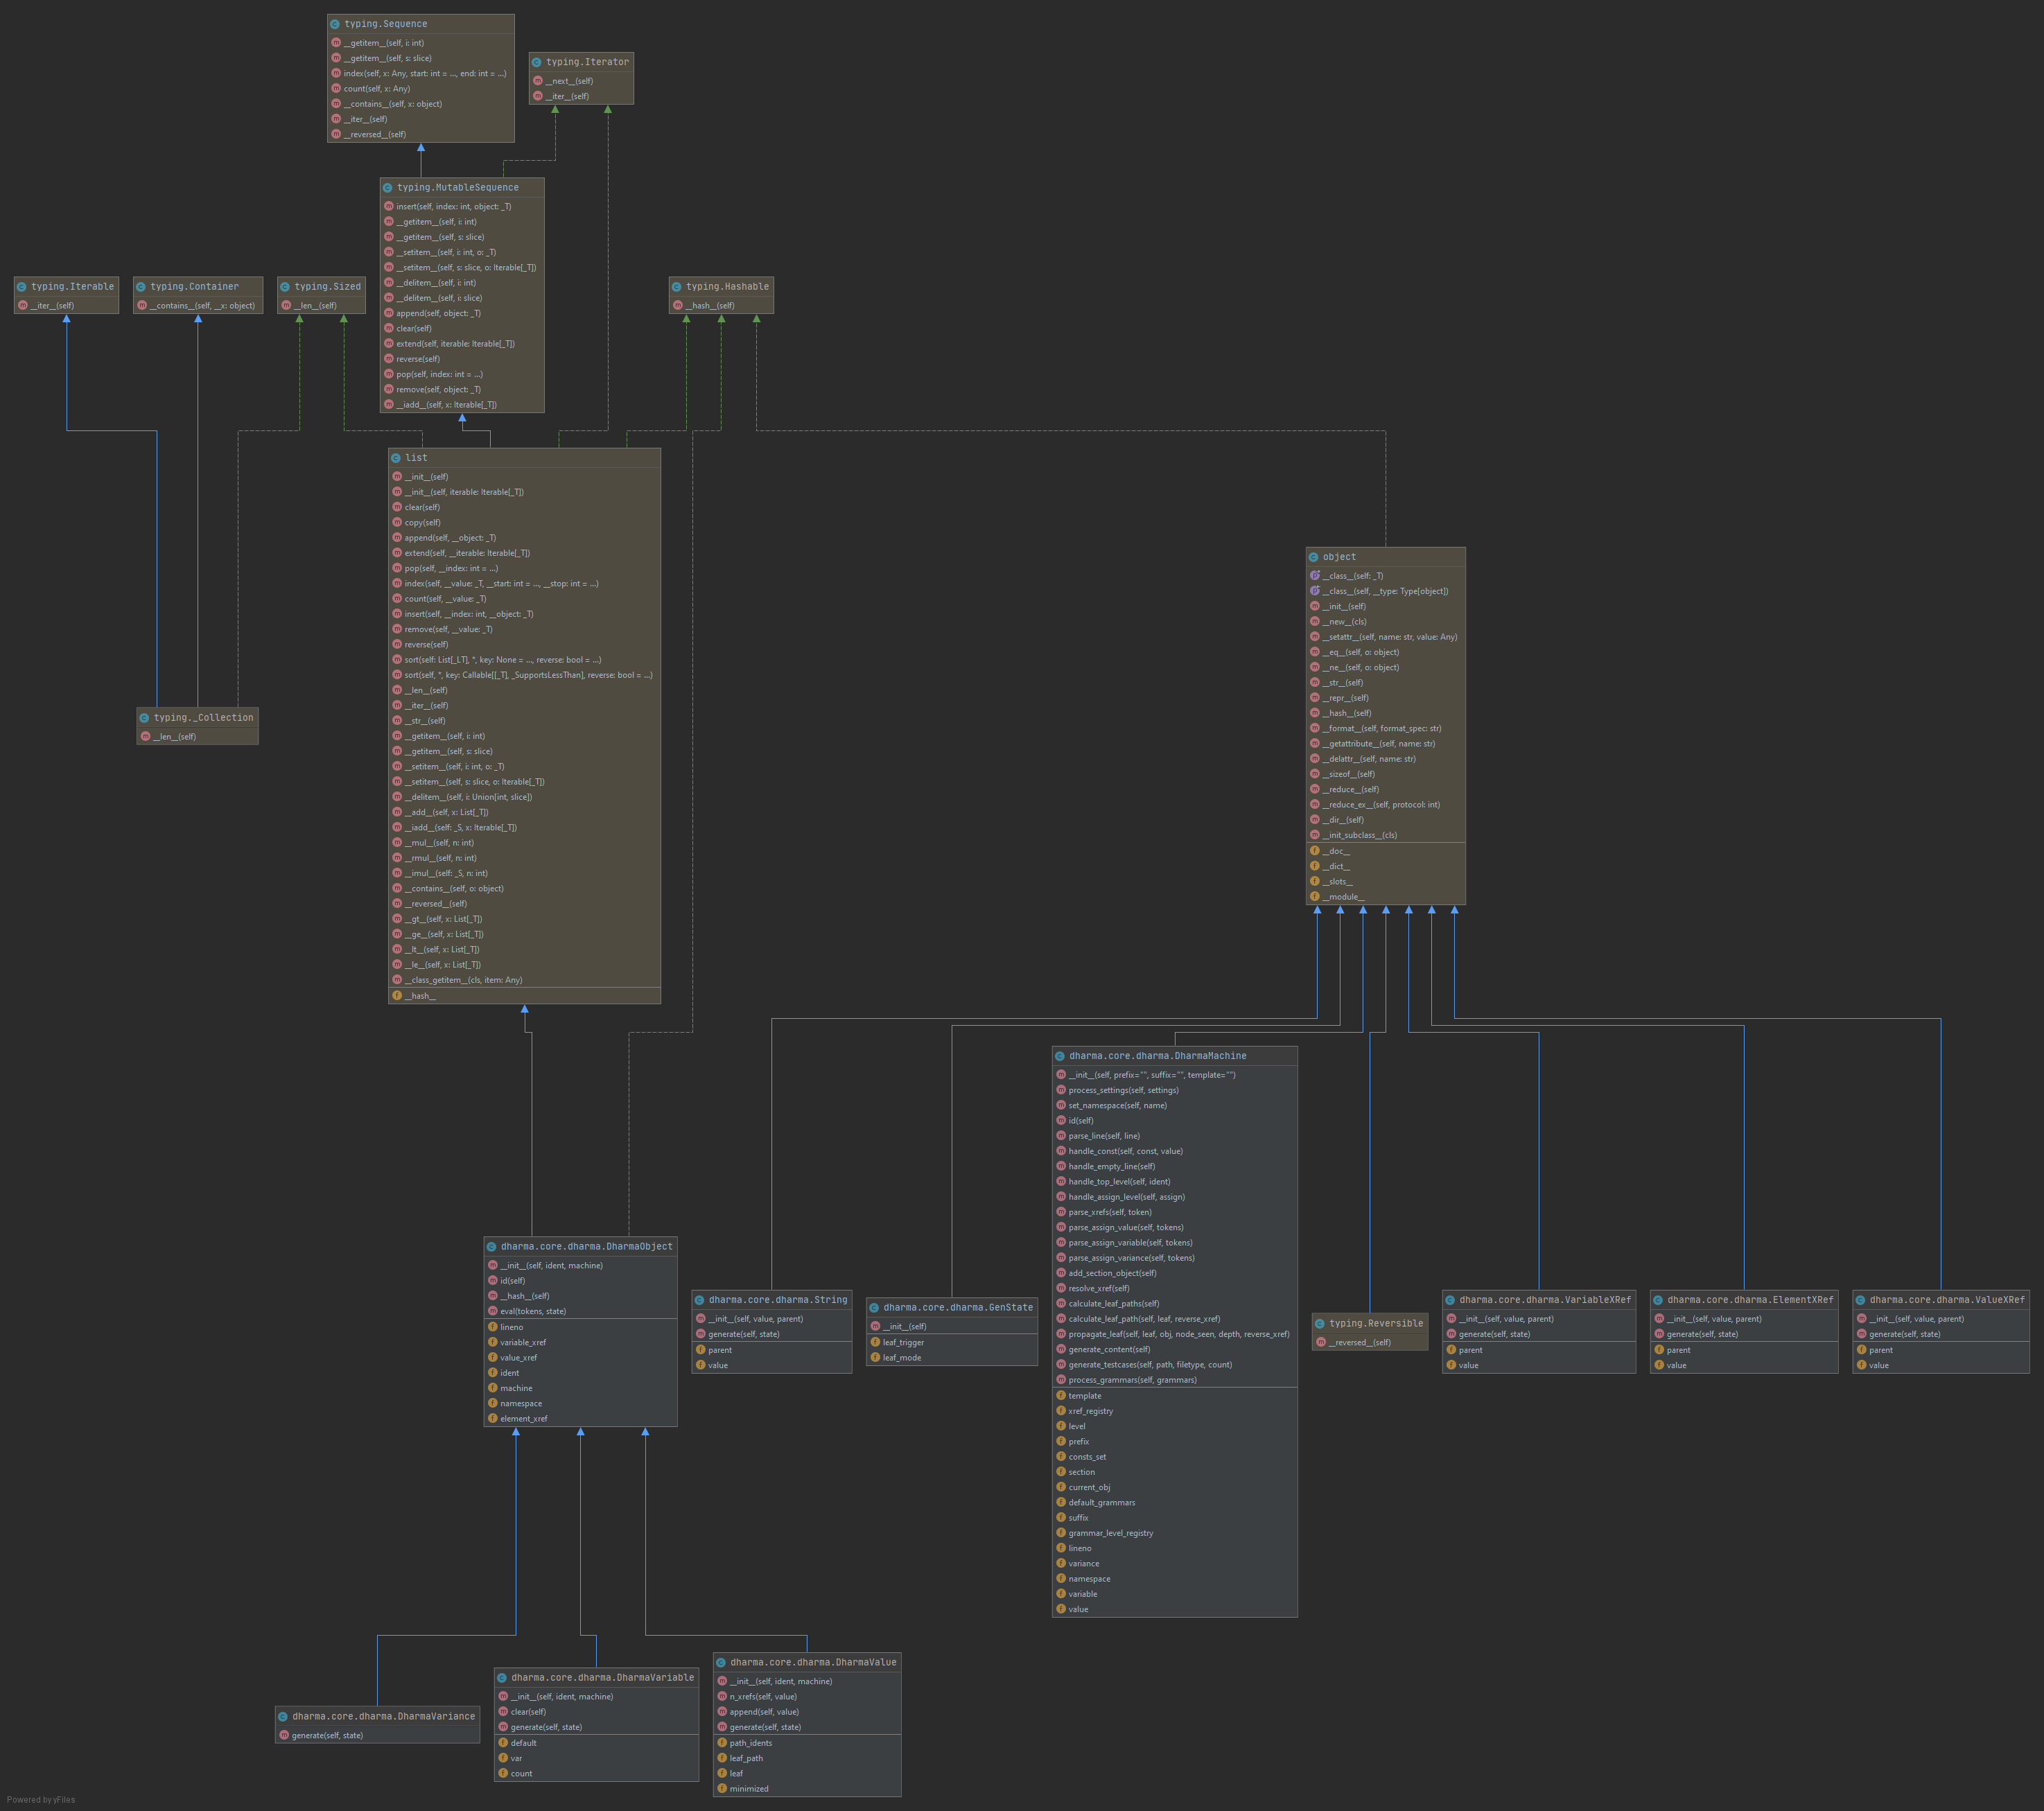 typing.Sequence
__getitem__(self, i: int)
__getitem__(self, s: slice)
index(self, x: Any, start: int = ..., end: int = ...)
count(self, x: Any)
__contains__(self, x: object)
__iter__(self)
__reversed__(self)
typing.Iterator
__next__(self)
__iter__(self)
typing.MutableSequence
insert(self, index: int, object: _T)
__getitem__(self, i: int)
__getitem__(self, s: slice)
__setitem__(self, i: int, o: _T)
__setitem__(self, s: slice, o: Iterable[_T])
__delitem__(self, i: int)
__delitem__(self, i: slice)
append(self, object: _T)
clear(self)
extend(self, iterable: Iterable[_T])
reverse(self)
pop(self, index: int = ...)
remove(self, object: _T)
__iadd__(self, x: Iterable[_T])
typing.Iterable
__iter__(self)
typing.Container
__contains__(self, __x: object)
typing.Sized
__len__(self)
typing.Hashable
__hash__(self)
list
__init__(self)
__init__(self, iterable: Iterable[_T])
clear(self)
copy(self)
append(self, __object: _T)
extend(self, __iterable: Iterable[_T])
pop(self, __index: int = ...)
index(self, __value: _T, __start: int = ..., __stop: int = ...)
count(self, __value: _T)
insert(self, __index: int, __object: _T)
remove(self, __value: _T)
reverse(self)
sort(self: List[_LT], *, key: None = ..., reverse: bool = ...)
sort(self, *, key: Callable[[_T], _SupportsLessThan], reverse: bool = ...)
__len__(self)
__iter__(self)
__str__(self)
__getitem__(self, i: int)
__getitem__(self, s: slice)
__setitem__(self, i: int, o: _T)
__setitem__(self, s: slice, o: Iterable[_T])
__delitem__(self, i: Union[int, slice])
__add__(self, x: List[_T])
__iadd__(self: _S, x: Iterable[_T])
__mul__(self, n: int)
__rmul__(self, n: int)
__imul__(self: _S, n: int)
__contains__(self, o: object)
__reversed__(self)
__gt__(self, x: List[_T])
__ge__(self, x: List[_T])
__lt__(self, x: List[_T])
__le__(self, x: List[_T])
__class_getitem__(cls, item: Any)
__hash__
object
__class__(self: _T)
__class__(self, __type: Type[object])
__init__(self)
__new__(cls)
__setattr__(self, name: str, value: Any)
__eq__(self, o: object)
__ne__(self, o: object)
__str__(self)
__repr__(self)
__hash__(self)
__format__(self, format_spec: str)
__getattribute__(self, name: str)
__delattr__(self, name: str)
__sizeof__(self)
__reduce__(self)
__reduce_ex__(self, protocol: int)
__dir__(self)
__init_subclass__(cls)
__doc__
__dict__
__slots__
__module__
typing._Collection
__len__(self)
dharma.core.dharma.DharmaMachine
__init__(self, prefix="", suffix="", template="")
process_settings(self, settings)
set_namespace(self, name)
id(self)
parse_line(self, line)
handle_const(self, const, value)
handle_empty_line(self)
handle_top_level(self, ident)
handle_assign_level(self, assign)
parse_xrefs(self, token)
parse_assign_value(self, tokens)
parse_assign_variable(self, tokens)
parse_assign_variance(self, tokens)
add_section_object(self)
resolve_xref(self)
calculate_leaf_paths(self)
calculate_leaf_path(self, leaf, reverse_xref)
propagate_leaf(self, leaf, obj, node_seen, depth, reverse_xref)
generate_content(self)
generate_testcases(self, path, filetype, count)
process_grammars(self, grammars)
template
xref_registry
level
prefix
consts_set
section
current_obj
default_grammars
suffix
grammar_level_registry
lineno
variance
namespace
variable
value
dharma.core.dharma.DharmaObject
__init__(self, ident, machine)
id(self)
__hash__(self)
eval(tokens, state)
lineno
variable_xref
value_xref
ident
machine
namespace
element_xref
dharma.core.dharma.String
__init__(self, value, parent)
generate(self, state)
parent
value
dharma.core.dharma.GenState
__init__(self)
leaf_trigger
leaf_mode
typing.Reversible
__reversed__(self)
dharma.core.dharma.VariableXRef
__init__(self, value, parent)
generate(self, state)
parent
value
dharma.core.dharma.ElementXRef
__init__(self, value, parent)
generate(self, state)
parent
value
dharma.core.dharma.ValueXRef
__init__(self, value, parent)
generate(self, state)
parent
value
dharma.core.dharma.DharmaVariance
generate(self, state)
dharma.core.dharma.DharmaVariable
__init__(self, ident, machine)
clear(self)
generate(self, state)
default
var
count
dharma.core.dharma.DharmaValue
__init__(self, ident, machine)
n_xrefs(self, value)
append(self, value)
generate(self, state)
path_idents
leaf_path
leaf
minimized
Powered by yFiles